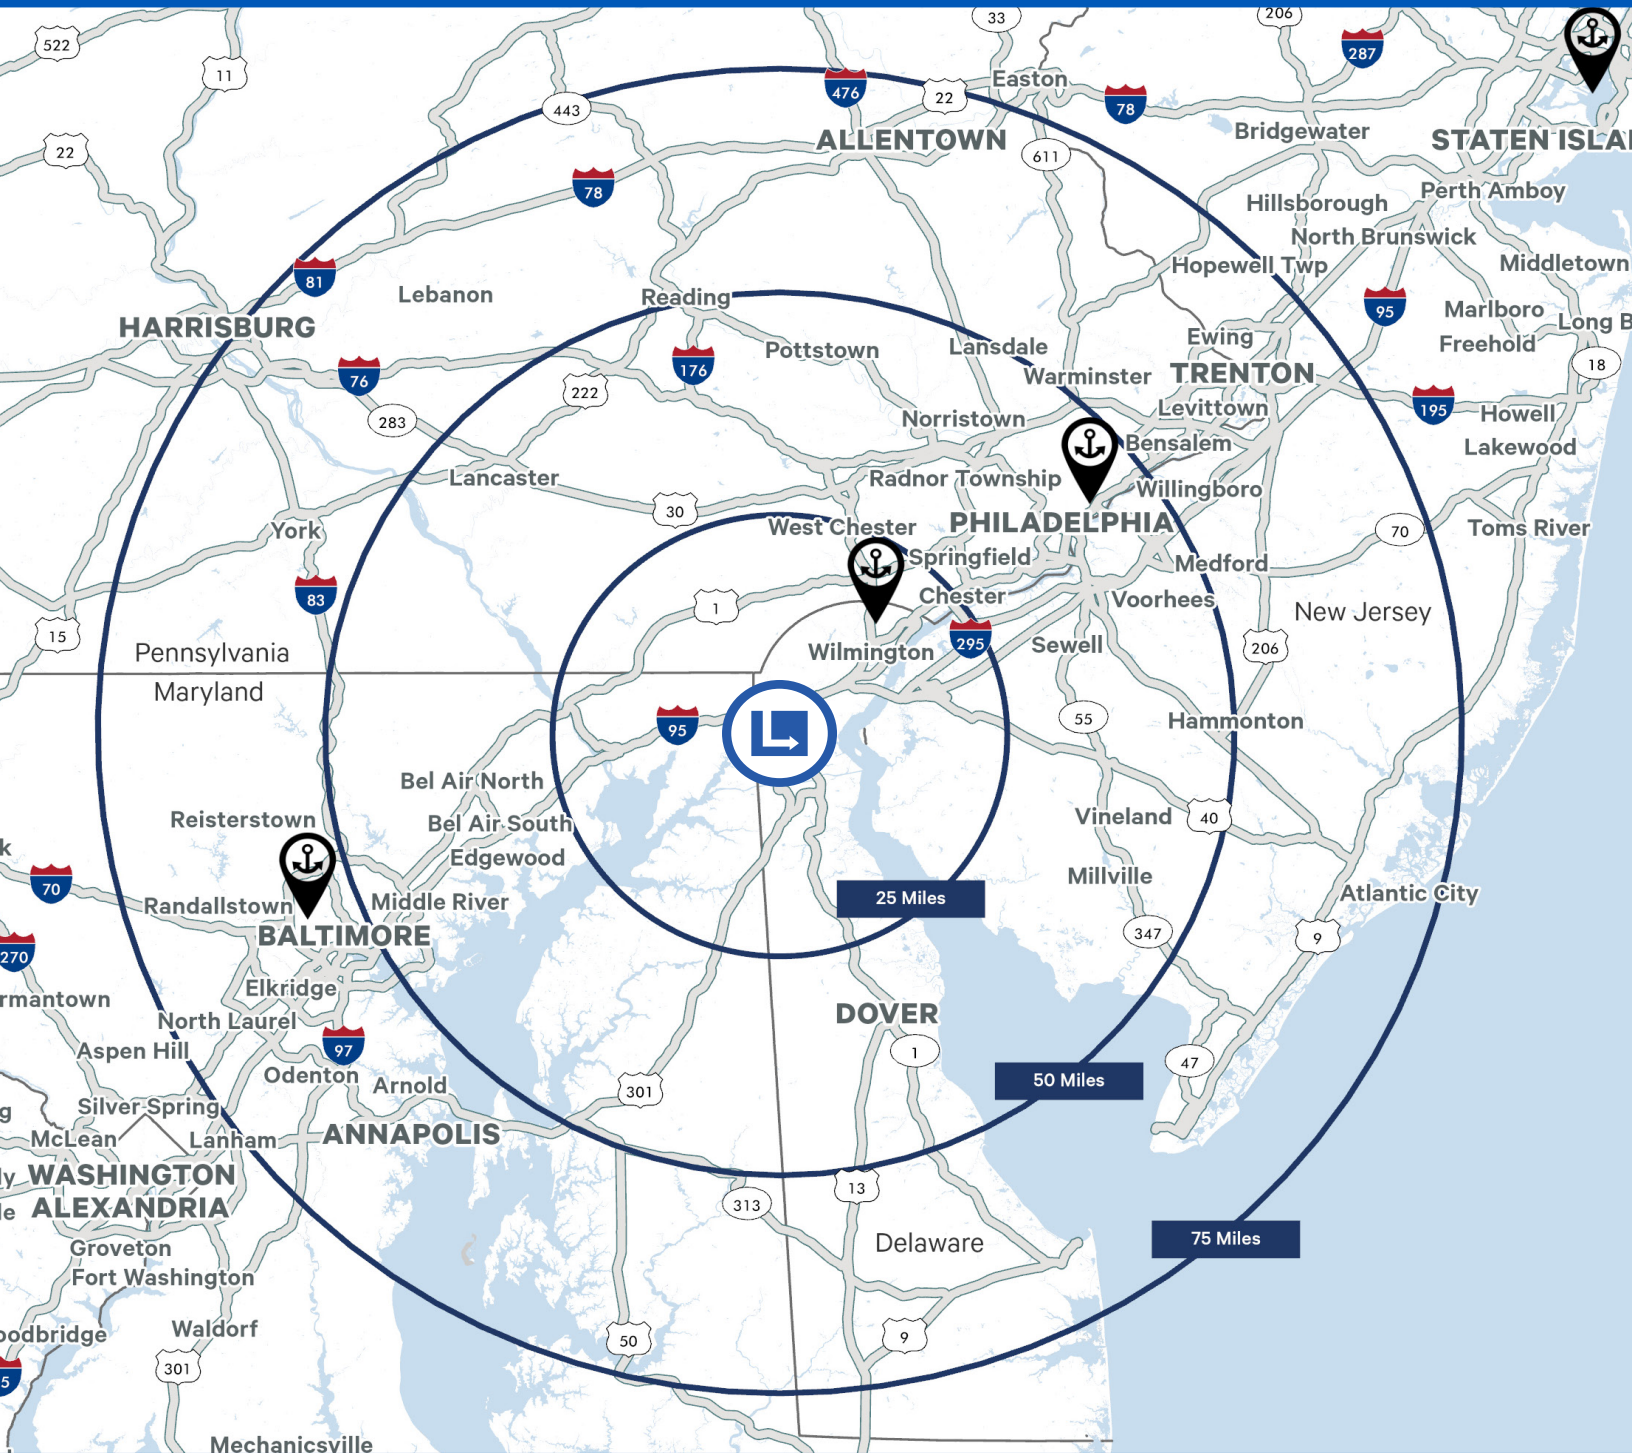 33
206
522
287
11
476
22
Easton
78
443
ALLENTOWN
Bridgewater
STATEN ISLA
22
611
78
Perth Amboy
Hillsborough
North Brunswick
Hopewell Twp
Middletown
81
Lebanon
Reading
95
Marlboro
Long B
HARRISBURG
Ewing
Freehold
Pottstown
Lansdale
18
176
76
Warminster
TRENTON
222
283
Levittown
195
Howell
Norristown
Bensalem
Lakewood
Lancaster
Radnor Township
Willingboro
30
West Chester
PHILADELPHIA
70
Toms River
York
Springfield
Medford
83
Chester
Voorhees
1
New Jersey
15
295
Sewell
206
Pennsylvania
Wilmington
Maryland
95
55
Hammonton
Bel Air North
Reisterstown
Bel Air South
Vineland
40
k
Edgewood
70
Millville
25 Miles
Atlantic City
Randallstown
Middle River
BALTIMORE
347
9
270
Elkridge
rmantown
DOVER
North Laurel
97
Aspen Hill
1
47
Odenton
Arnold
50 Miles
301
g
Silver Spring
McLean
Lanham
ANNAPOLIS
ly
WASHINGTON
13
le
ALEXANDRIA
313
75 Miles
Groveton
Delaware
Fort Washington
oodbridge
Waldorf
50
9
301
5
Mechanicsville